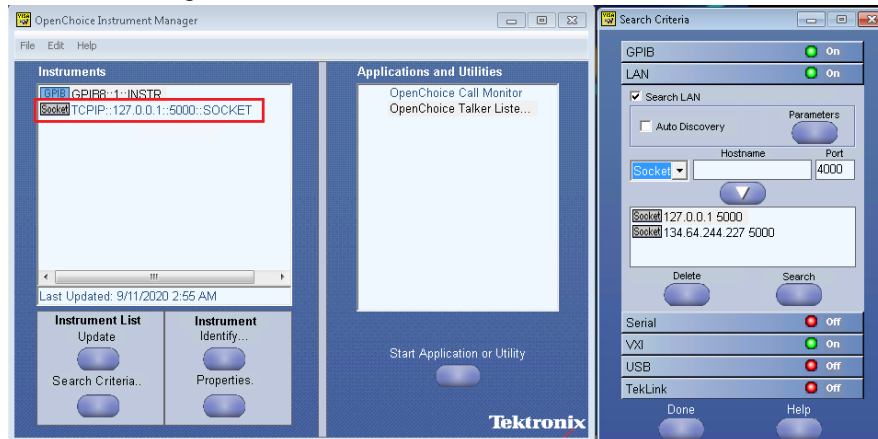 OpenChoice Instrument Manager
File Edit Help
Instruments
GPIB GPIB8::1::INSTR
Socket TCPIP::127.0.0.1::5000::SOCKET
Last Updated: 9/11/2020 2:55 AM
Instrument List
Update
Search Criteria..
Instrument
Identify...
Properties.
Applications and Utilities
OpenChoice Call Monitor
OpenChoice Talker Liste...
Start Application or Utility
Tektronix
Search Criteria
GPIB On
LAN On
Search LAN
Auto Discovery
Parameters
Hostname Port
Socket 4000
Socket 127.0.0.1 5000
Socket 134.64.244.227 5000
Delete Search
Serial Off
VXI On
USB Off
TekLink Off
Done Help